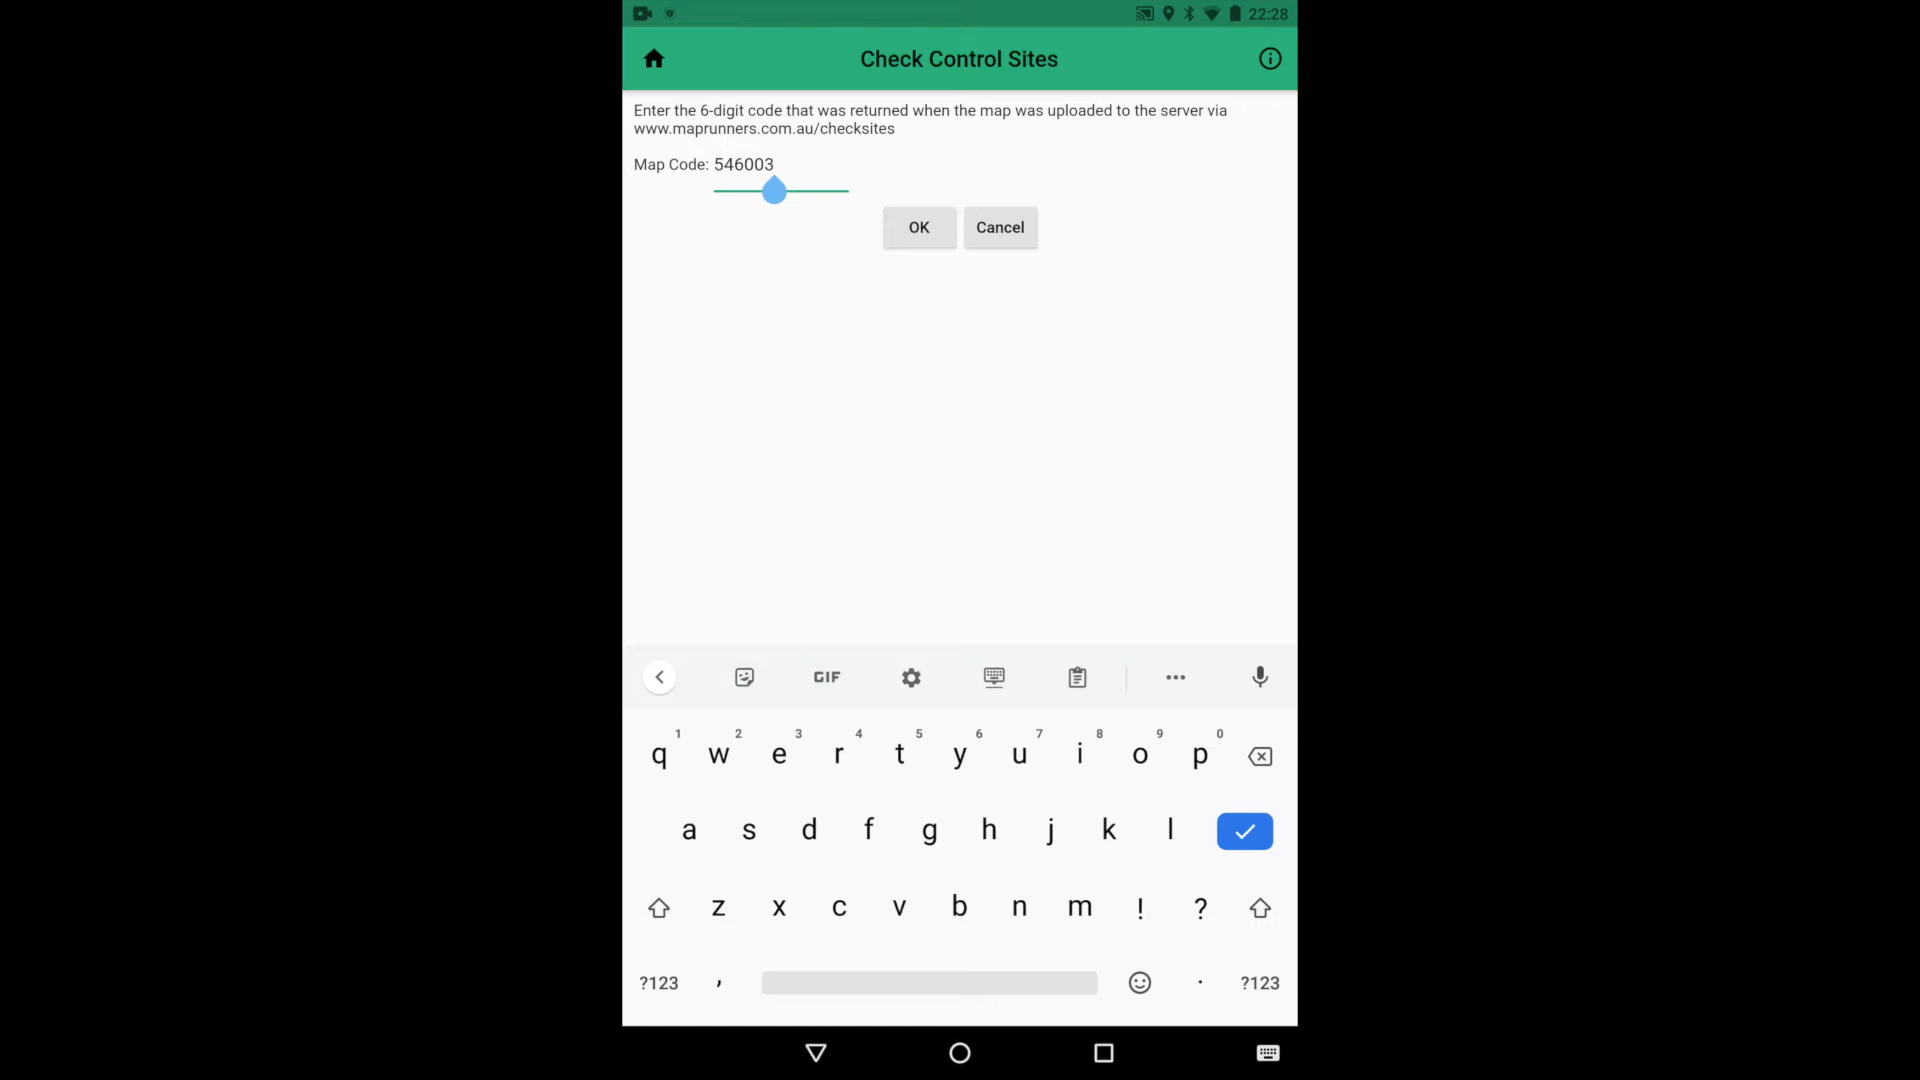 22:28
Check Control Sites
Enter the 6-digit code that was returned when the map was uploaded to the server via
www.maprunners.com.au/checksites
Map Code: 546003
OK Cancel
GIF
1 2 3 4 5 6 7 8 9 0
q w e r t y u i o p
a s d f g h j k l
z x c v b n m ! ?
?123 , . ?123